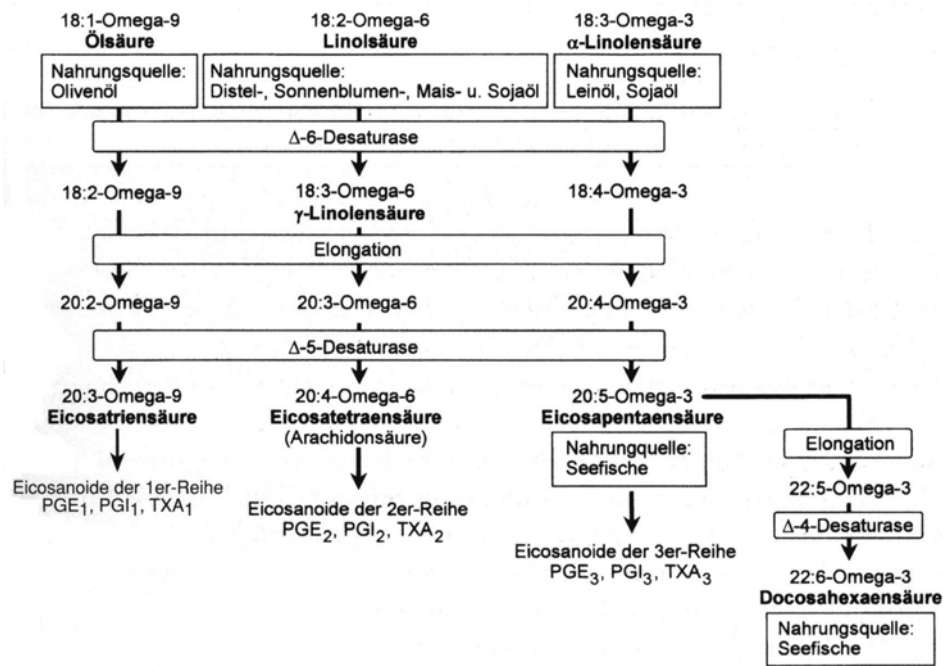 18:1-Omega-9
Ölsäure
18:2-Omega-6
Linolsäure
18:3-Omega-3
α-Linolensäure
Nahrungsquelle:
Olivenöl
Nahrungsquelle:
Distel-, Sonnenblumen-, Mais- u. Sojaöl
Nahrungsquelle:
Leinöl, Sojaöl
Δ-6-Desaturase
18:2-Omega-9
18:3-Omega-6
γ-Linolensäure
18:4-Omega-3
Elongation
20:2-Omega-9
20:3-Omega-6
20:4-Omega-3
Δ-5-Desaturase
20:3-Omega-9
Eicosatriensäure
20:4-Omega-6
Eicosatetraensäure
(Arachidonsäure)
20:5-Omega-3
Eicosapentaensäure
Nahrungquelle:
Seefische
Elongation
22:5-Omega-3
Δ-4-Desaturase
22:6-Omega-3
Docosahexaensäure
Nahrungsquelle:
Seefische
Eicosanoide der 1er-Reihe
PGE₁, PGI₁, TXA₁
Eicosanoide der 2er-Reihe
PGE₂, PGI₂, TXA₂
Eicosanoide der 3er-Reihe
PGE₃, PGI₃, TXA₃